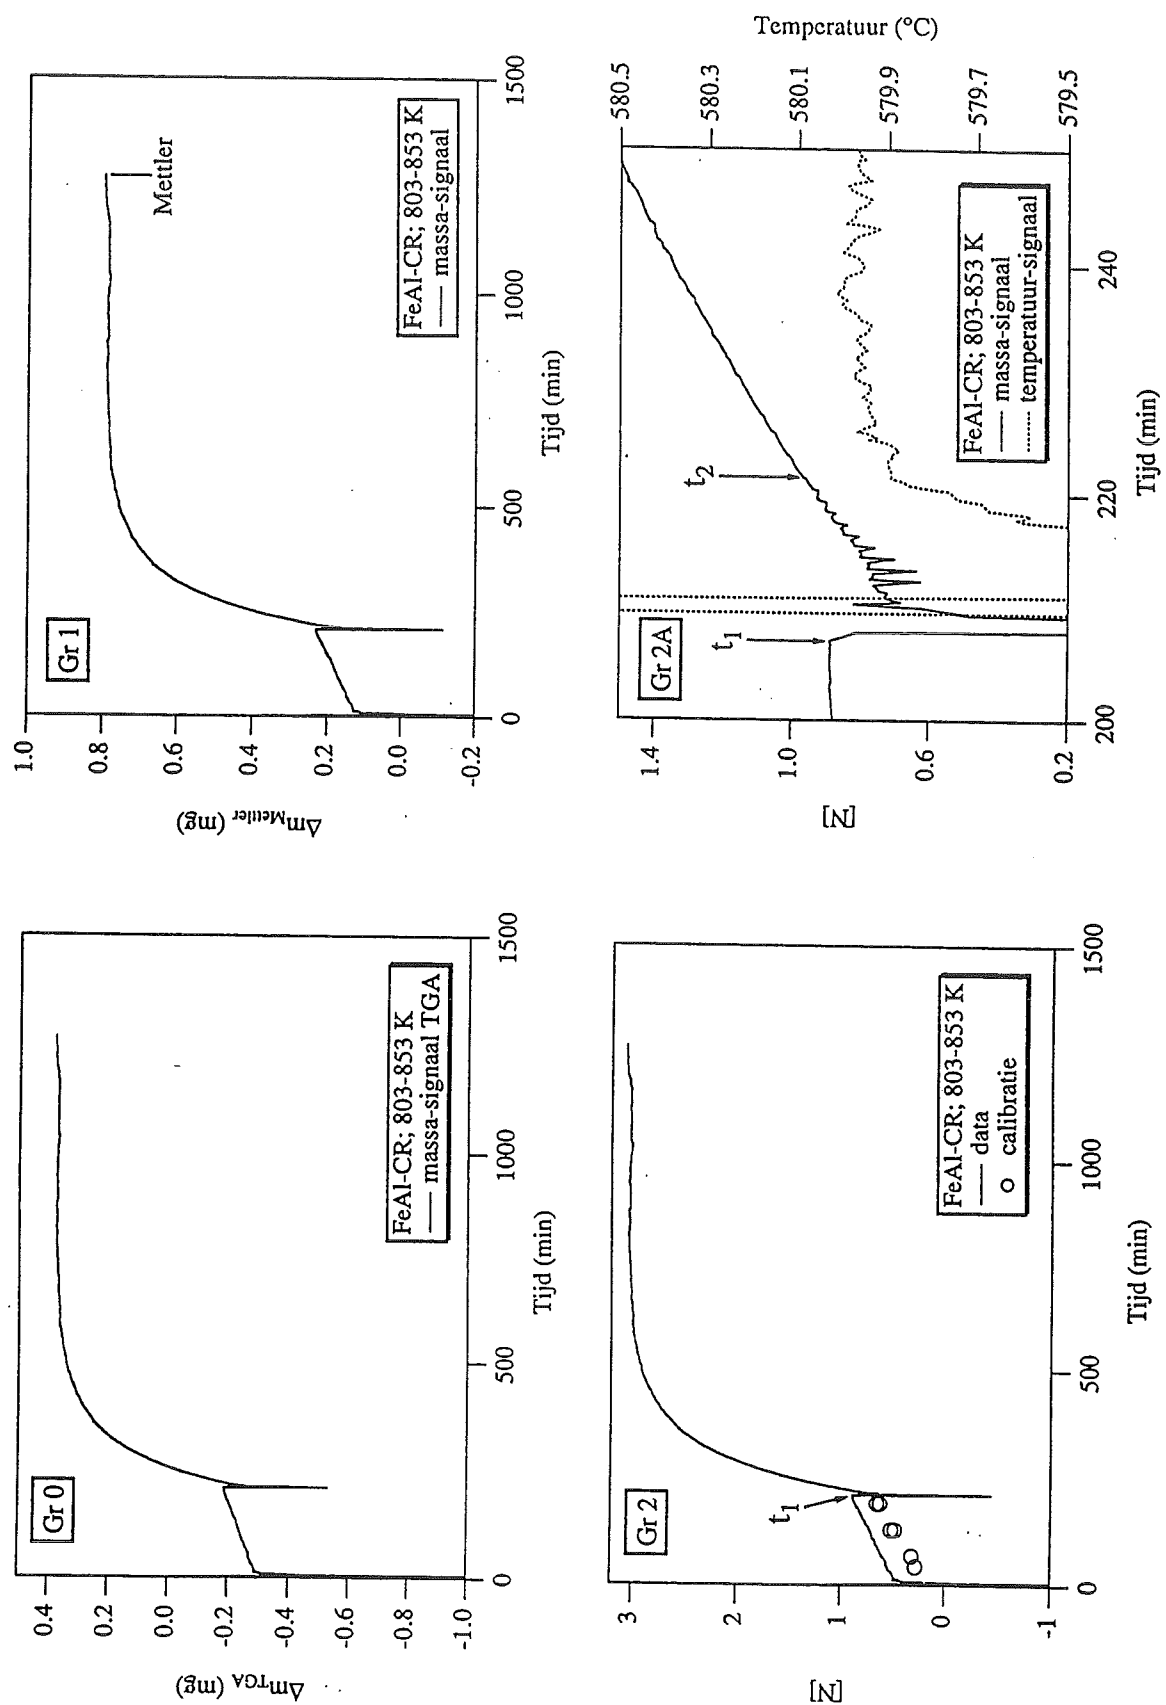 Gr 0
0.4
0.2
0.0
-0.2
-0.4
-0.6
-0.8
-1.0
Δm_TGA (mg)
FeAl-CR; 803-853 K
massa-signaal TGA
0
500
1000
1500
Tijd (min)
Gr 1
1.0
0.8
0.6
0.4
0.2
0.0
-0.2
Δm_Mettler (mg)
Mettler
FeAl-CR; 803-853 K
massa-signaal
0
500
1000
1500
Tijd (min)
Gr 2
3
2
1
0
-1
[N]
t₁
FeAl-CR; 803-853 K
data
calibratie
0
500
1000
1500
Tijd (min)
Gr 2A
1.4
1.0
0.6
0.2
[N]
t₁
t₂
FeAl-CR; 803-853 K
massa-signaal
temperatuur-signaal
200
220
240
Tijd (min)
580.5
580.3
580.1
579.9
579.7
579.5
Temperatuur (°C)